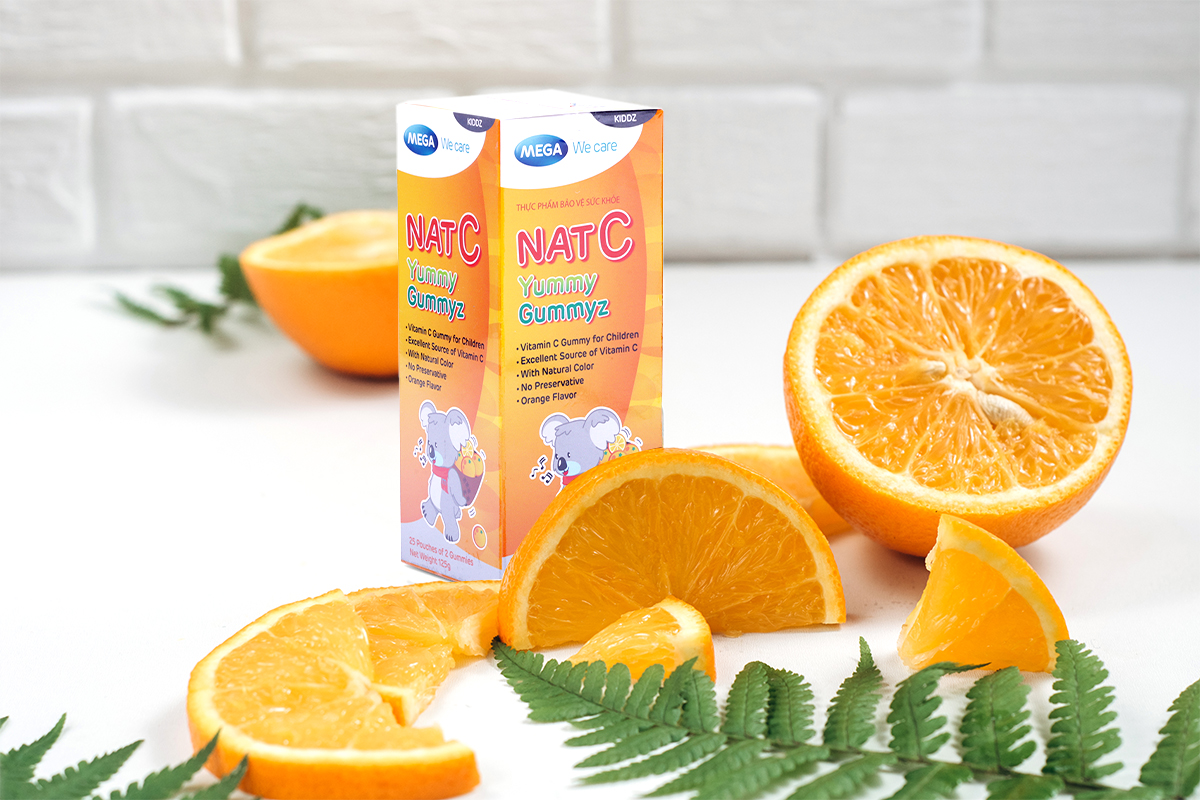 KIDDZ
MEGA We care
NAT C
Yummy
Gummyz
• Vitamin C Gummy for Children
• Excellent Source of Vitamin C
• With Natural Color
• No Preservative
• Orange Flavor
25 Pouches of 2 Gummies
Net Weight 125g
KIDDZ
MEGA We care
THỰC PHẨM BẢO VỆ SỨC KHỎE
NAT C
Yummy
Gummyz
• Vitamin C Gummy for Children
• Excellent Source of Vitamin C
• With Natural Color
• No Preservative
• Orange Flavor